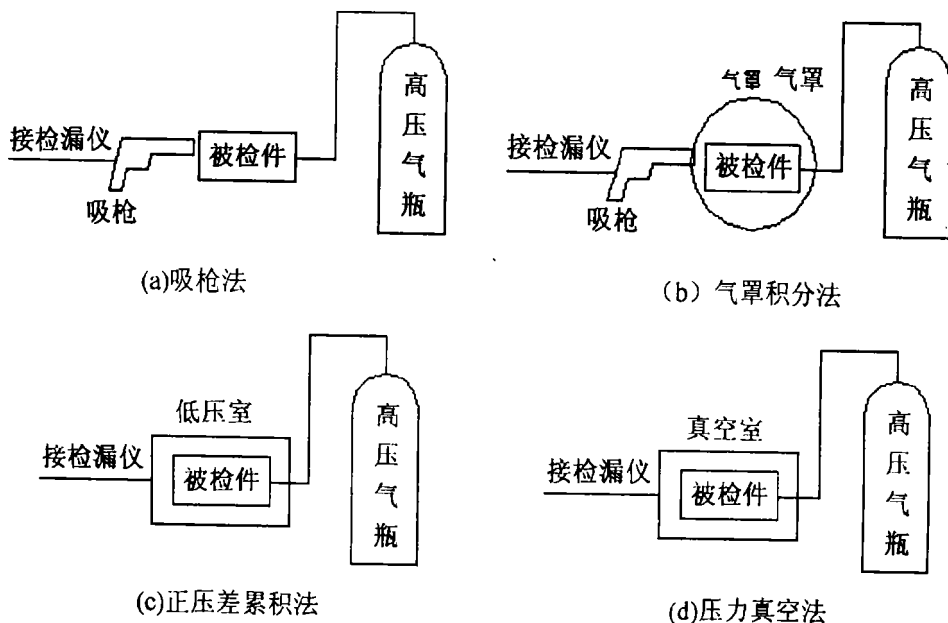 接检漏仪
吸枪
被检件
高压气瓶
(a)吸枪法
气罩 气罩
接检漏仪
吸枪
被检件
高压气瓶
（b）气罩积分法
低压室
接检漏仪
被检件
高压气瓶
(c)正压差累积法
真空室
接检漏仪
被检件
高压气瓶
(d)压力真空法